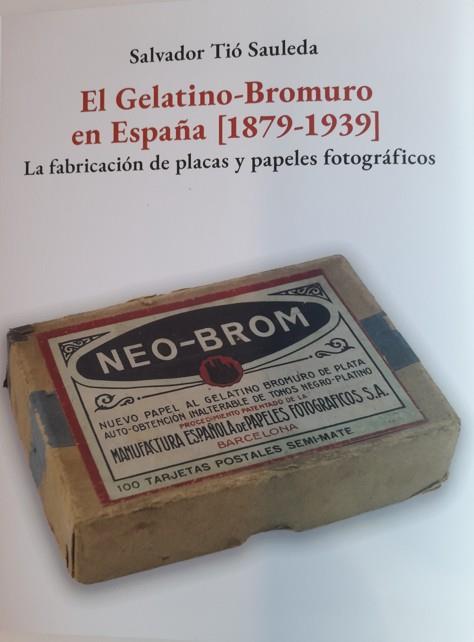 Salvador Tió Sauleda
El Gelatino-Bromuro
en España [1879-1939]
La fabricación de placas y papeles fotográficos
NEO-BROM
NUEVO PAPEL AL GELATINO BROMURO DE PLATA
AUTO-OBTENCIÓN INALTERABLE DE TONOS NEGRO-PLATINO
PROCEDIMIENTO PATENTADO DE LA
MANUFACTURA ESPAÑOLA DE PAPELES FOTOGRAFICOS S.A.
BARCELONA
100 TARJETAS POSTALES SEMI-MATE